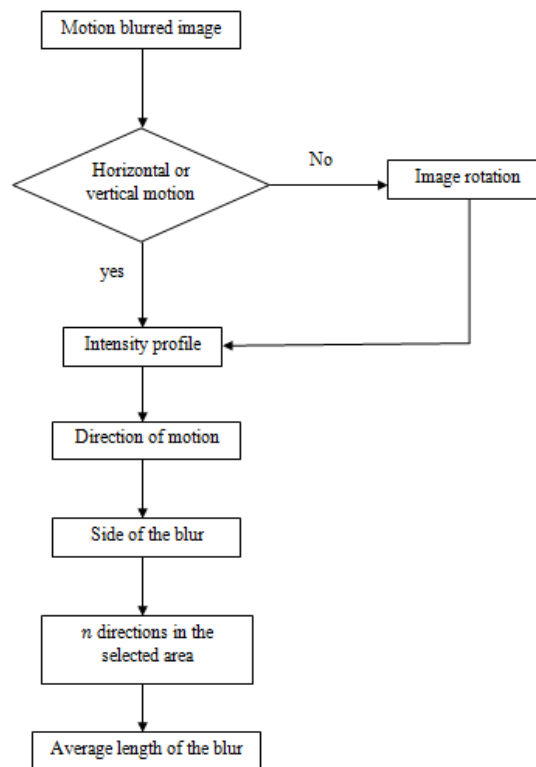 Motion blurred image
Horizontal or
vertical motion
No
Image rotation
yes
Intensity profile
Direction of motion
Side of the blur
n directions in the
selected area
Average length of the blur